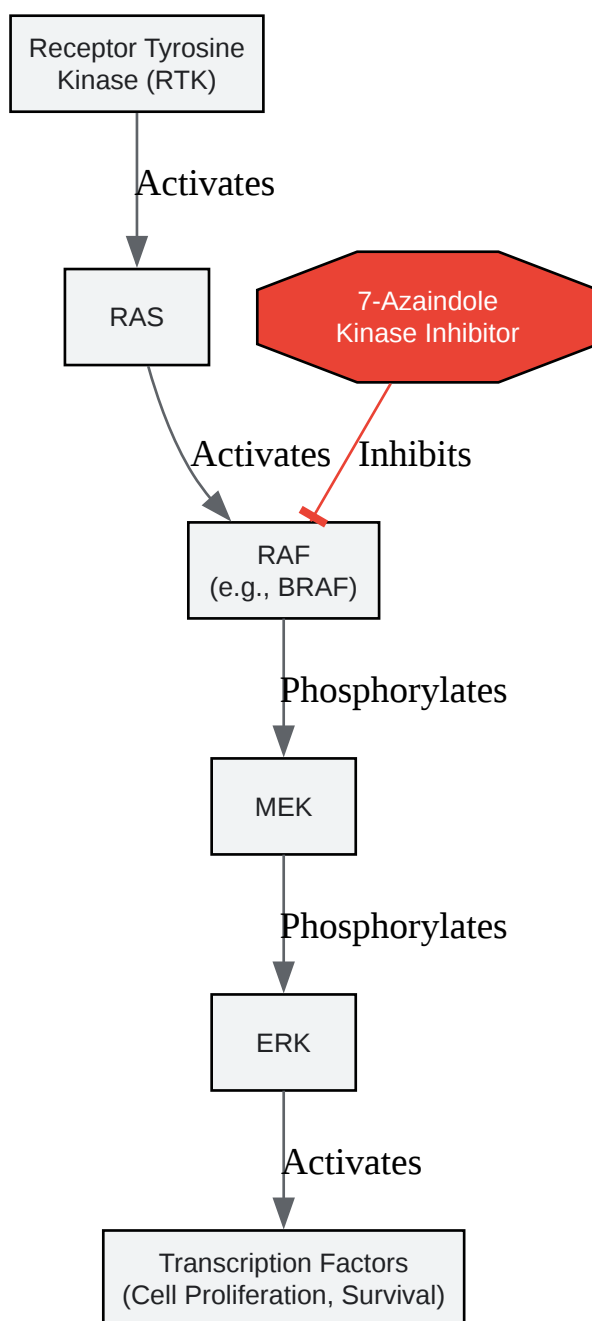 Receptor Tyrosine
Kinase (RTK)
Activates
RAS
7-Azaindole
Kinase Inhibitor
Activates
Inhibits
RAF
(e.g., BRAF)
Phosphorylates
MEK
Phosphorylates
ERK
Activates
Transcription Factors
(Cell Proliferation, Survival)